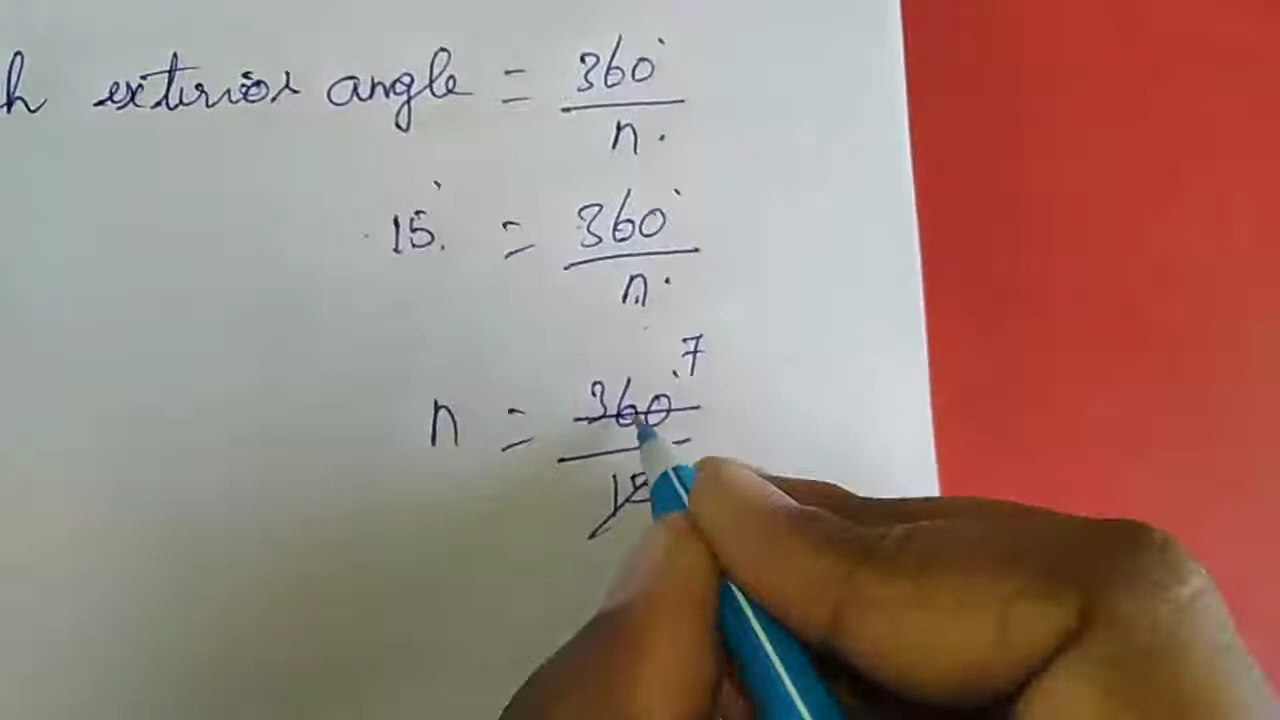 h exterior angle = 360° / n.
15° = 360° / n.
7
n = 360° / 15